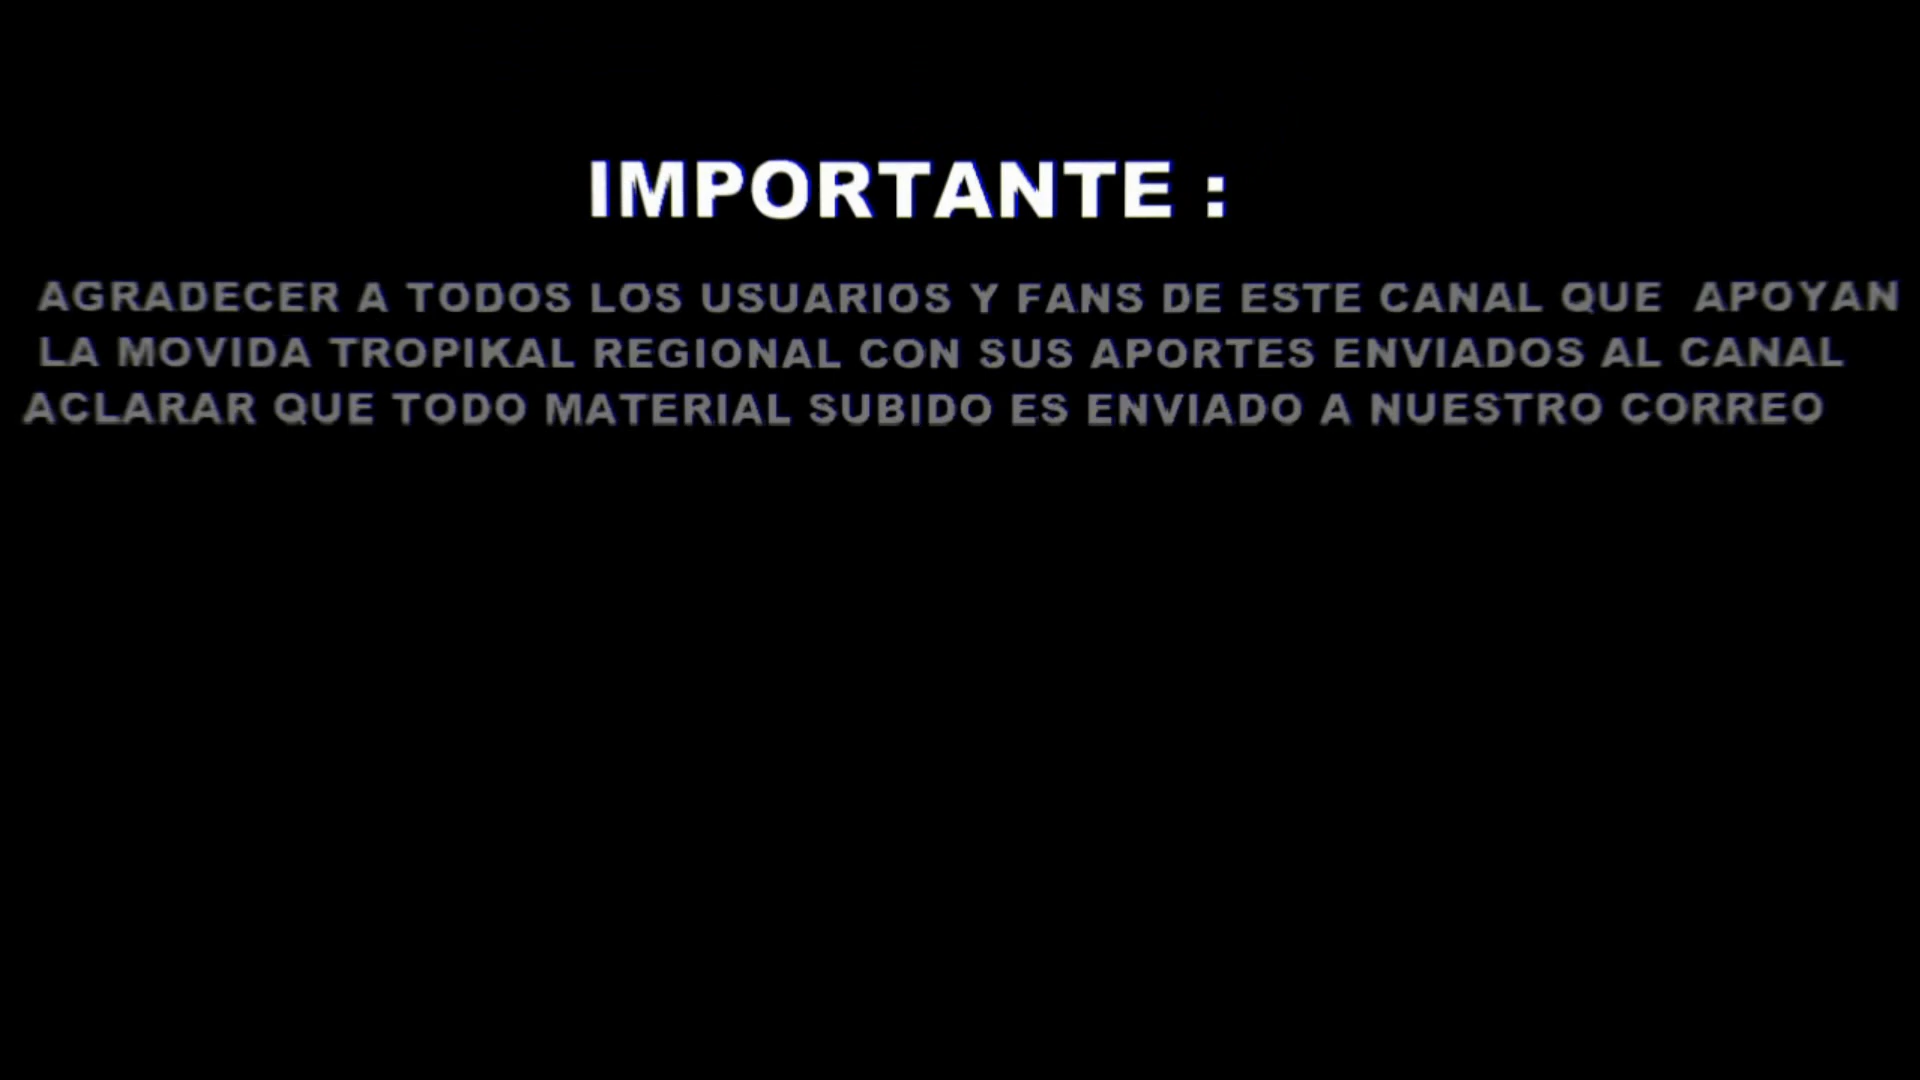 IMPORTANTE :
AGRADECER A TODOS LOS USUARIOS Y FANS DE ESTE CANAL QUE APOYAN
LA MOVIDA TROPIKAL REGIONAL CON SUS APORTES ENVIADOS AL CANAL
ACLARAR QUE TODO MATERIAL SUBIDO ES ENVIADO A NUESTRO CORREO